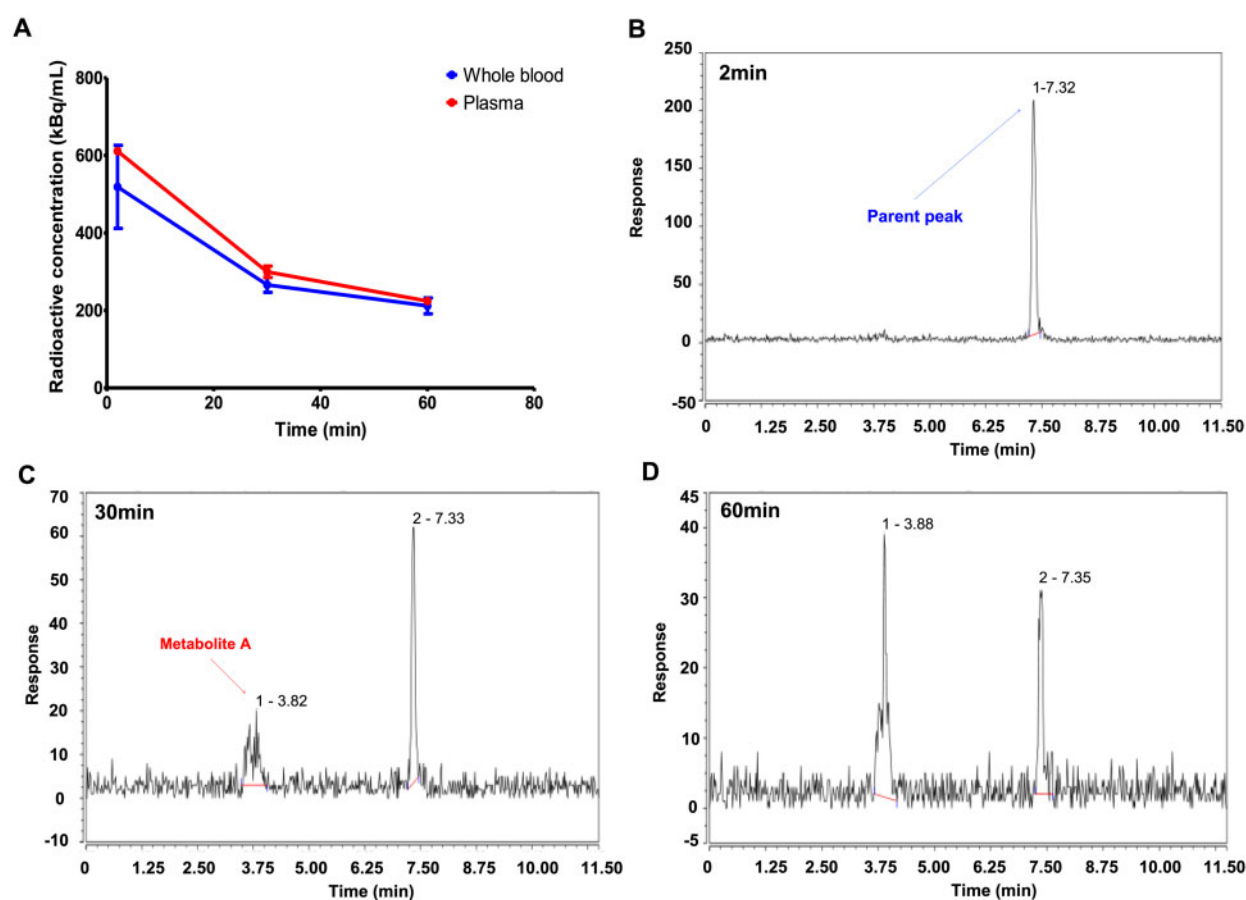 A
Radioactive concentration (kBq/mL)
800
600
400
200
0
0 20 40 60 80
Time (min)
Whole blood
Plasma
B
2min
Response
250
200
150
100
50
0
-50
1-7.32
Parent peak
0 1.25 2.50 3.75 5.00 6.25 7.50 8.75 10.00 11.50
Time (min)
C
30min
Response
70
60
50
40
30
20
10
0
-10
2 - 7.33
Metabolite A
1 - 3.82
0 1.25 2.50 3.75 5.00 6.25 7.50 8.75 10.00 11.50
Time (min)
D
60min
Response
45
40
30
20
10
0
-5
1 - 3.88
2 - 7.35
0 1.25 2.50 3.75 5.00 6.25 7.50 8.75 10.00 11.50
Time (min)